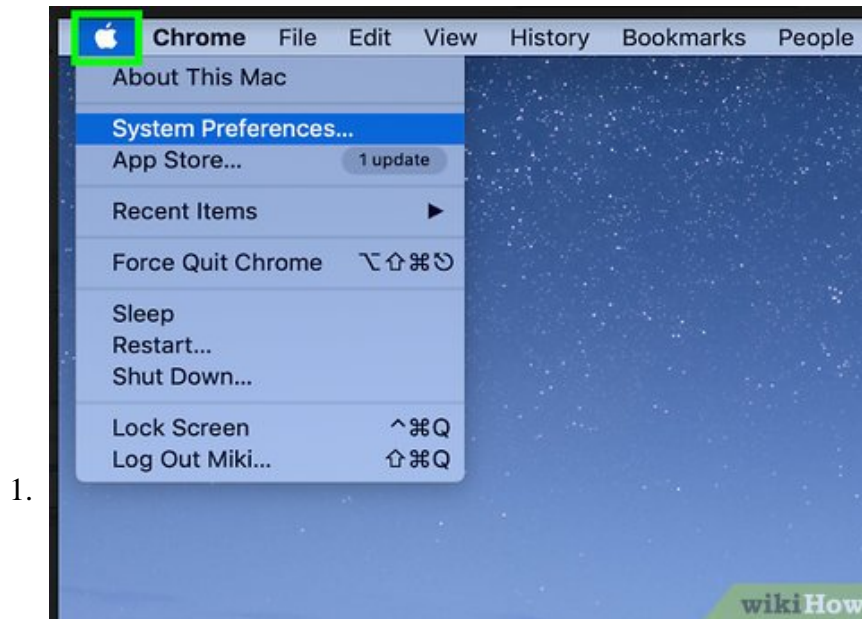 Chrome File Edit View History Bookmarks People
About This Mac
System Preferences...
App Store... 1 update
Recent Items ▶
Force Quit Chrome ⌥⇧⌘⎋
Sleep
Restart...
Shut Down...
Lock Screen ^⌘Q
Log Out Miki... ⇧⌘Q
1.
wikiHow